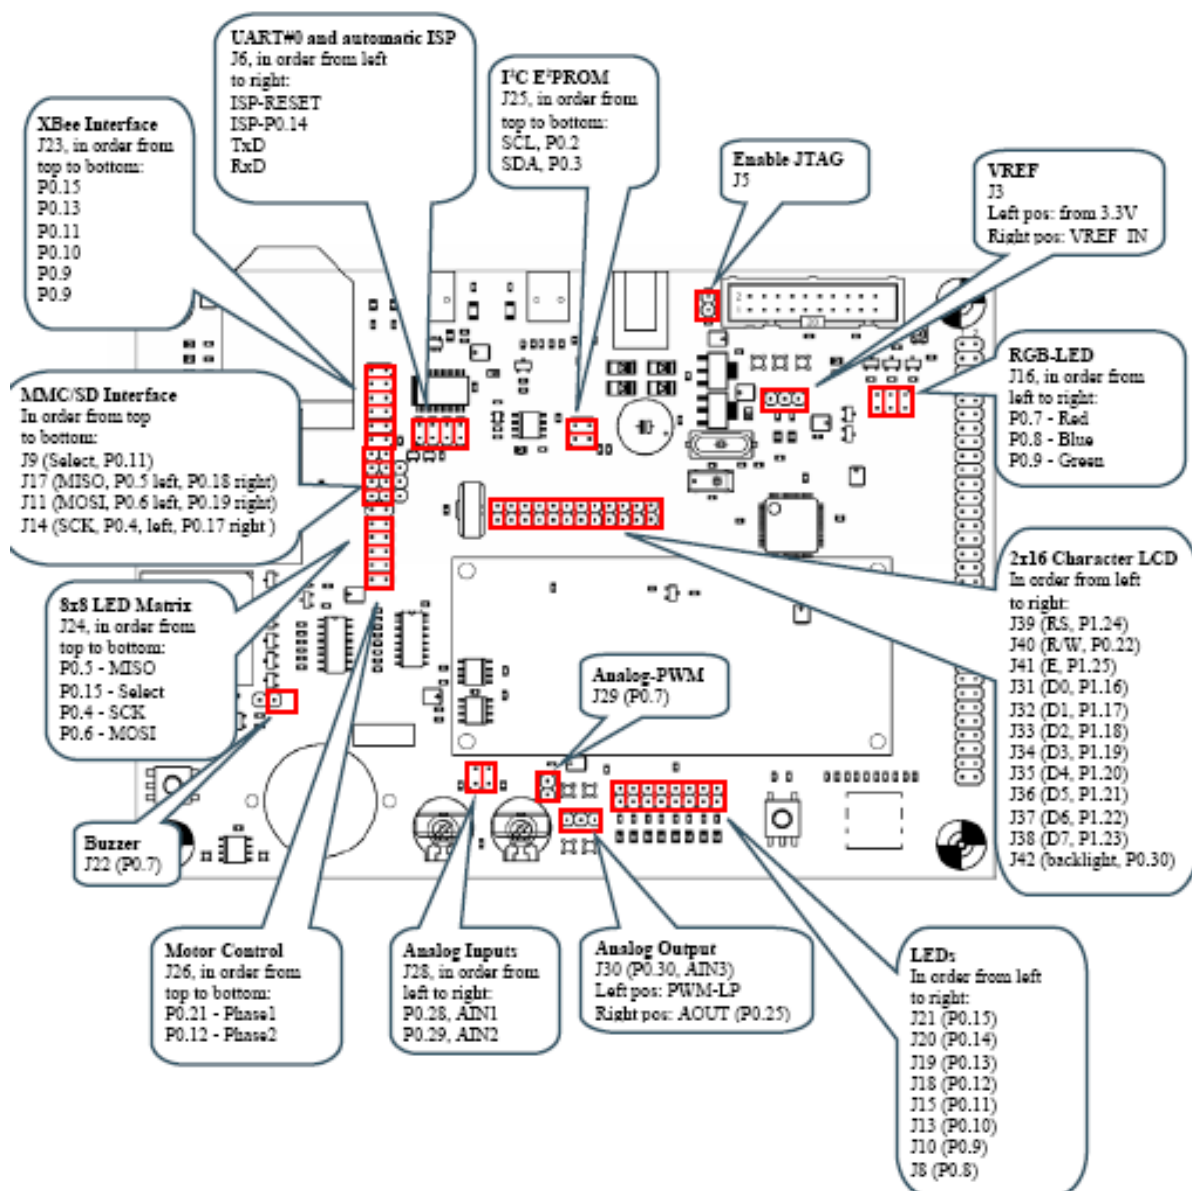 UART#0 and automatic ISP
J6, in order from left
to right:
ISP-RESET
ISP-P0.14
TxD
RxD
I²C E²PROM
J25, in order from
top to bottom:
SCL, P0.2
SDA, P0.3
XBee Interface
J23, in order from
top to bottom:
P0.15
P0.13
P0.11
P0.10
P0.9
P0.9
Enable JTAG
J5
VREF
J3
Left pos: from 3.3V
Right pos: VREF_IN
RGB-LED
J16, in order from
left to right:
P0.7 - Red
P0.8 - Blue
P0.9 - Green
MMC/SD Interface
In order from top
to bottom:
J9 (Select, P0.11)
J17 (MISO, P0.5 left, P0.18 right)
J11 (MOSI, P0.6 left, P0.19 right)
J14 (SCK, P0.4, left, P0.17 right )
2x16 Character LCD
In order from left
to right:
J39 (RS, P1.24)
J40 (R/W, P0.22)
J41 (E, P1.25)
J31 (D0, P1.16)
J32 (D1, P1.17)
J33 (D2, P1.18)
J34 (D3, P1.19)
J35 (D4, P1.20)
J36 (D5, P1.21)
J37 (D6, P1.22)
J38 (D7, P1.23)
J42 (backlight, P0.30)
8x8 LED Matrix
J24, in order from
top to bottom:
P0.5 - MISO
P0.15 - Select
P0.4 - SCK
P0.6 - MOSI
Analog-PWM
J29 (P0.7)
Buzzer
J22 (P0.7)
Motor Control
J26, in order from
top to bottom:
P0.21 - Phase1
P0.12 - Phase2
Analog Inputs
J28, in order from
left to right:
P0.28, AIN1
P0.29, AIN2
Analog Output
J30 (P0.30, AIN3)
Left pos: PWM-LP
Right pos: AOUT (P0.25)
LEDs
In order from left
to right:
J21 (P0.15)
J20 (P0.14)
J19 (P0.13)
J18 (P0.12)
J15 (P0.11)
J13 (P0.10)
J10 (P0.9)
J8 (P0.8)